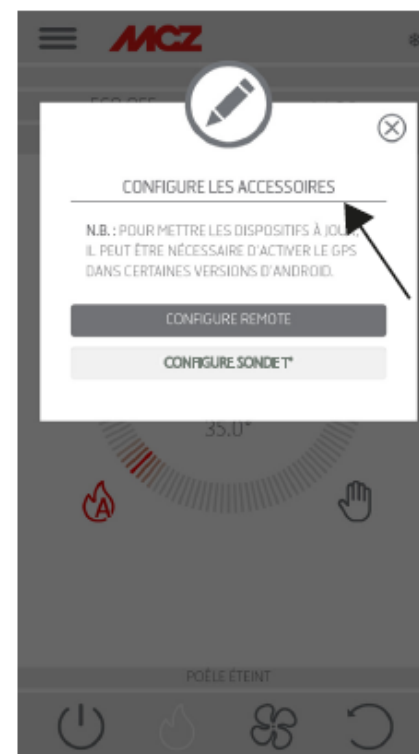 MCZ
CONFIGURE LES ACCESSOIRES
N.B. : POUR METTRE LES DISPOSITIFS À JOUR,
IL PEUT ÊTRE NÉCESSAIRE D'ACTIVER LE GPS
DANS CERTAINES VERSIONS D'ANDROID.
CONFIGURE REMOTE
CONFIGURE SONDE T°
35.0°
A
POÊLE ÉTEINT